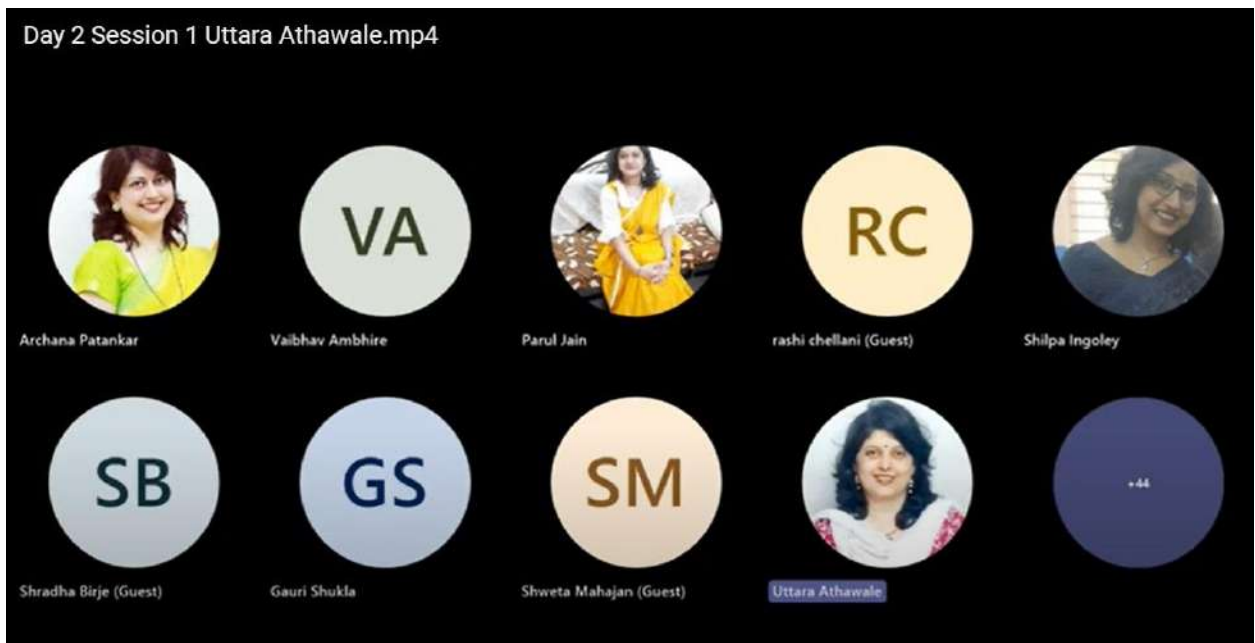 Day 2 Session 1 Uttara Athawale.mp4
VA
RC
Archana Patankar
Vaibhav Ambhire
Parul Jain
rashi chellani (Guest)
Shilpa Ingoley
SB
GS
SM
+44
Shradha Birje (Guest)
Gauri Shukla
Shweta Mahajan (Guest)
Uttara Athawale